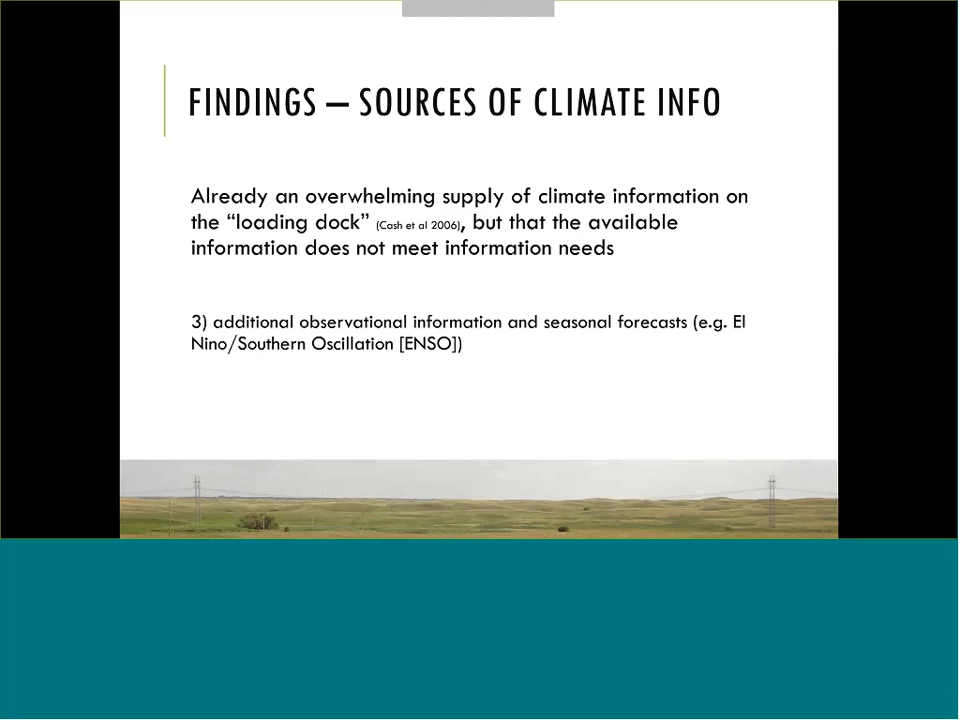 FINDINGS – SOURCES OF CLIMATE INFO
Already an overwhelming supply of climate information on
the “loading dock” (Cash et al 2006), but that the available
information does not meet information needs
3) additional observational information and seasonal forecasts (e.g. El
Nino/Southern Oscillation [ENSO])